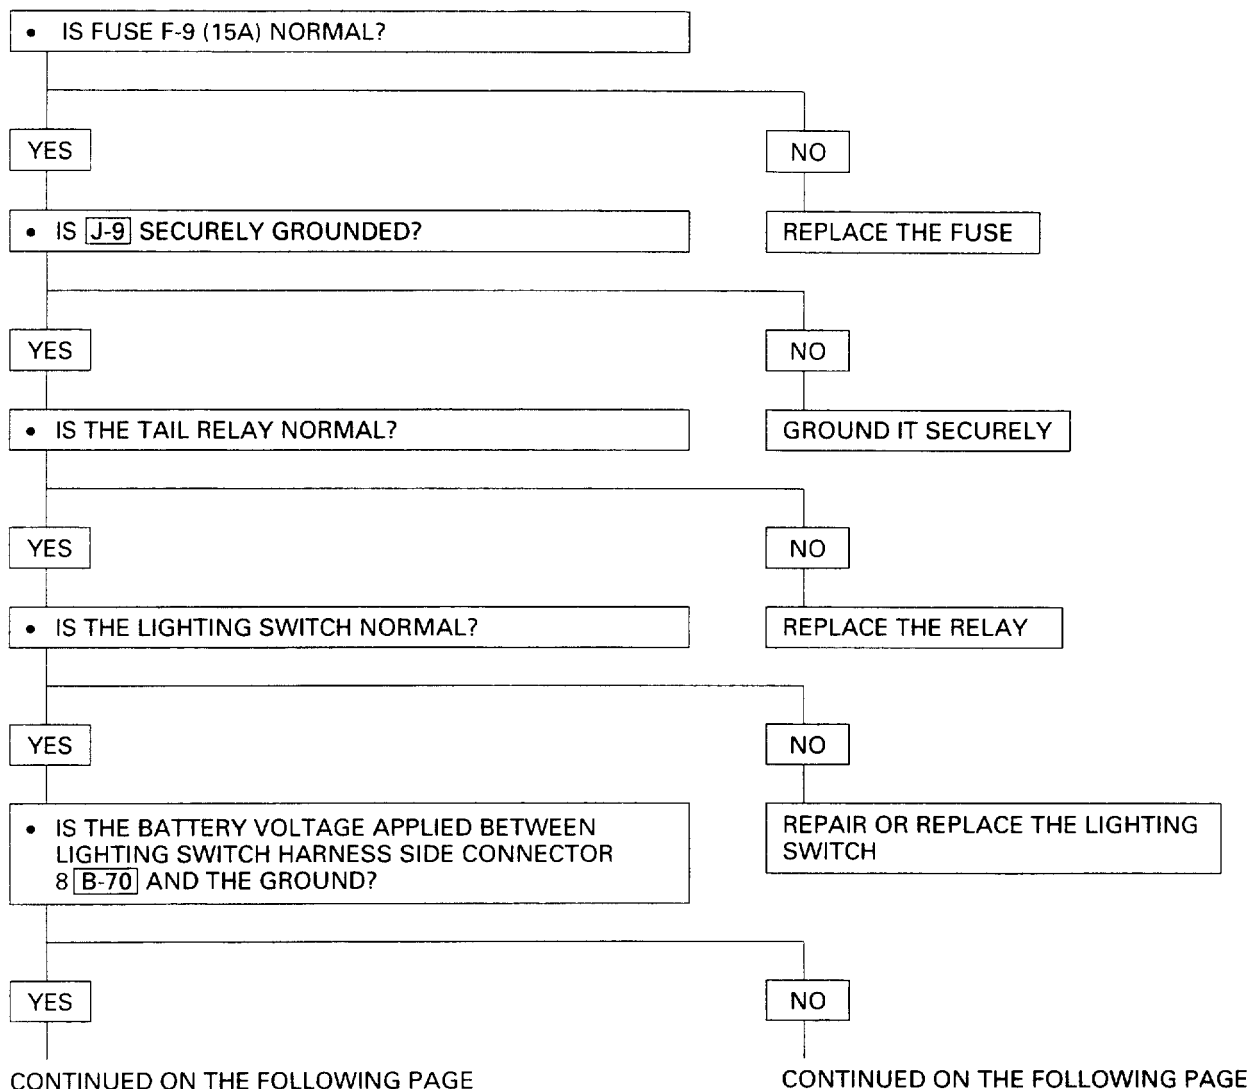 • IS FUSE F-9 (15A) NORMAL?
YES
NO
• IS J-9 SECURELY GROUNDED?
REPLACE THE FUSE
YES
NO
• IS THE TAIL RELAY NORMAL?
GROUND IT SECURELY
YES
NO
• IS THE LIGHTING SWITCH NORMAL?
REPLACE THE RELAY
YES
NO
• IS THE BATTERY VOLTAGE APPLIED BETWEEN
LIGHTING SWITCH HARNESS SIDE CONNECTOR
8 B-70 AND THE GROUND?
REPAIR OR REPLACE THE LIGHTING
SWITCH
YES
NO
CONTINUED ON THE FOLLOWING PAGE
CONTINUED ON THE FOLLOWING PAGE